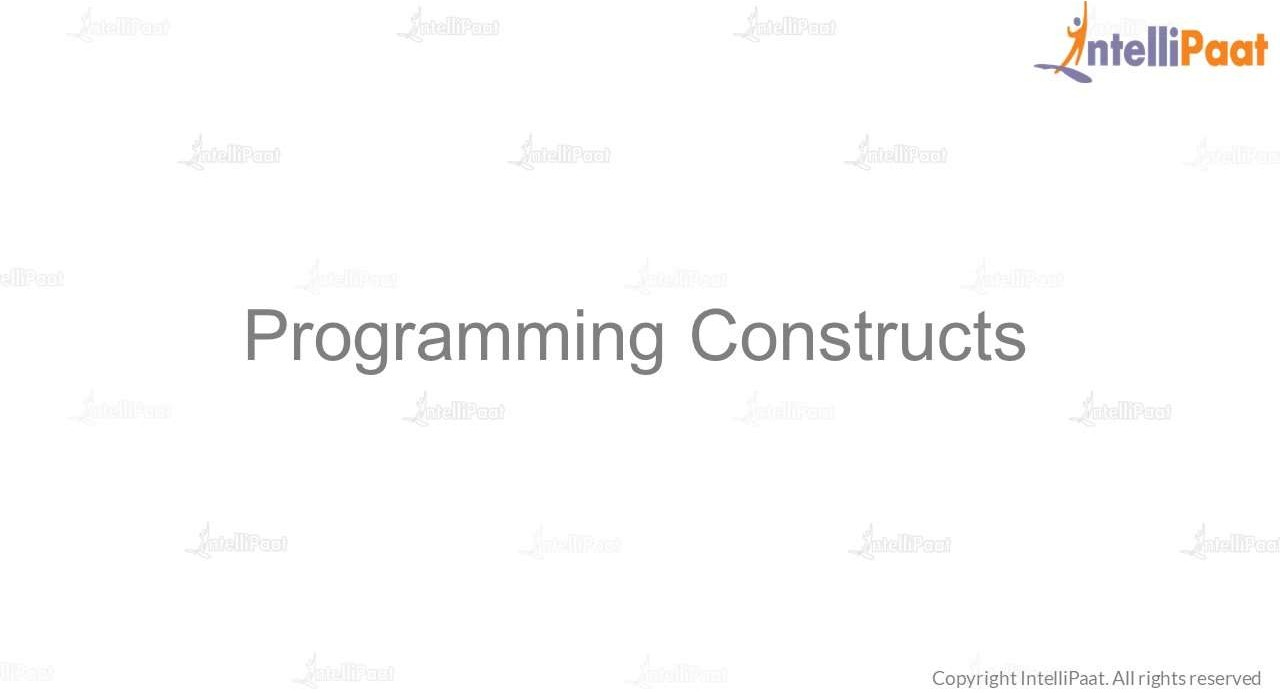 IntelliPaat
Programming Constructs
Copyright IntelliPaat. All rights reserved